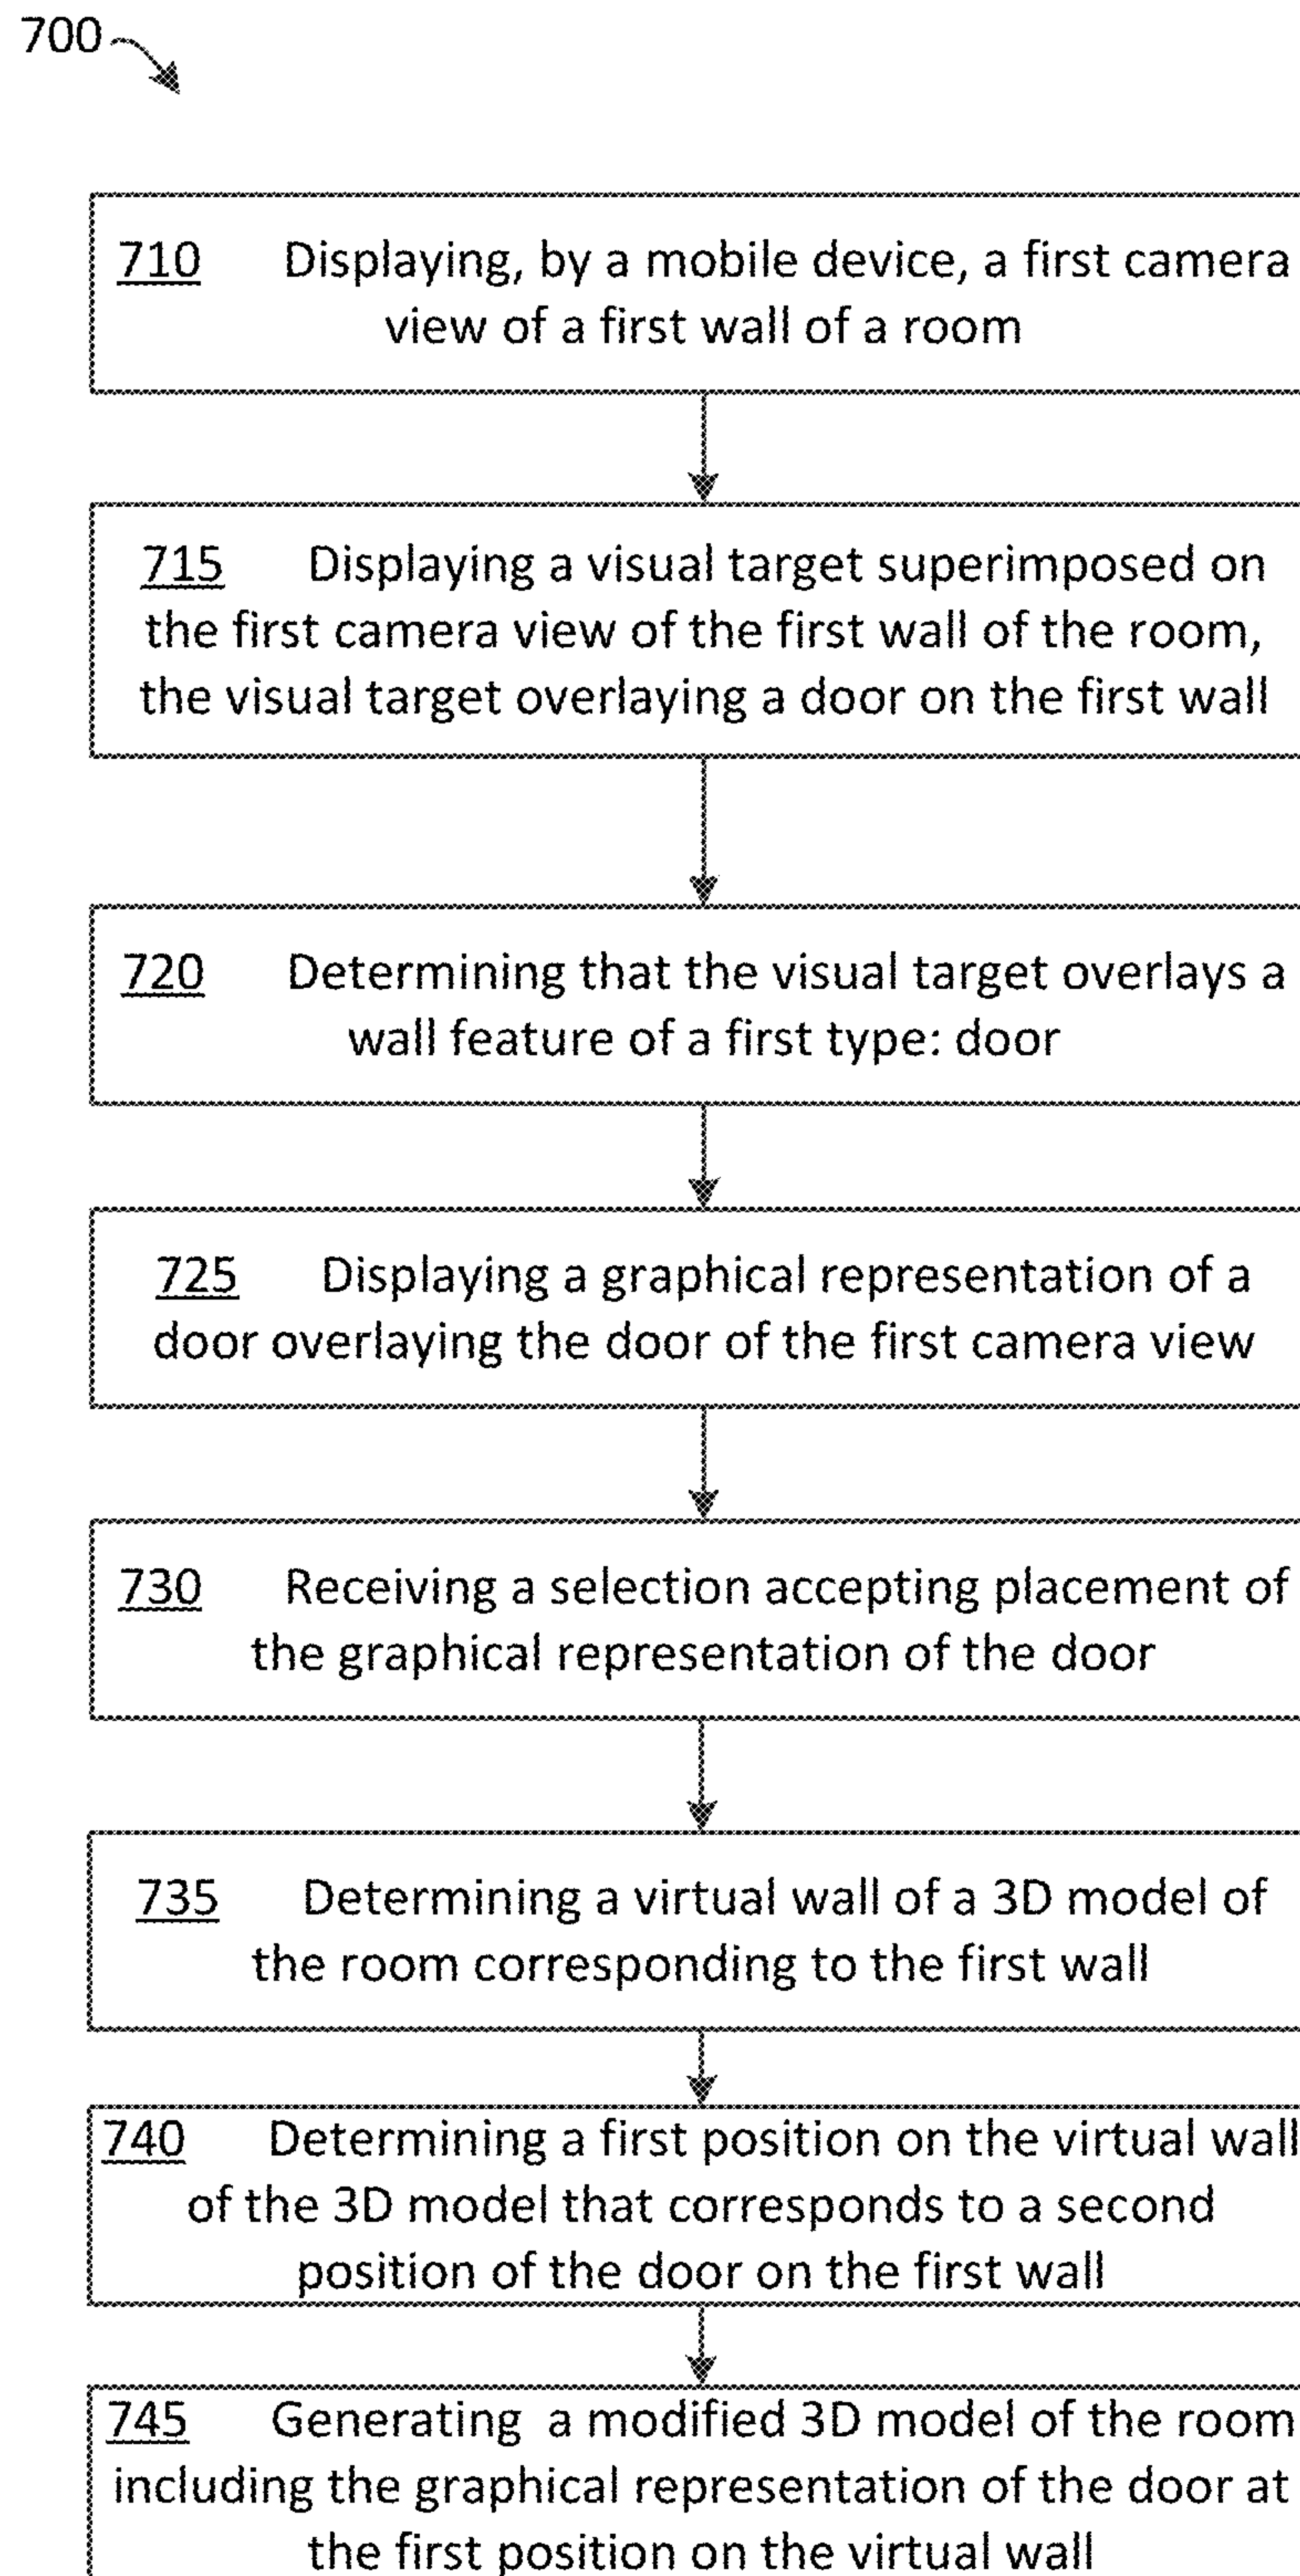 700
710 Displaying, by a mobile device, a first camera
view of a first wall of a room
715 Displaying a visual target superimposed on
the first camera view of the first wall of the room,
the visual target overlaying a door on the first wall
720 Determining that the visual target overlays a
wall feature of a first type: door
725 Displaying a graphical representation of a
door overlaying the door of the first camera view
730 Receiving a selection accepting placement of
the graphical representation of the door
735 Determining a virtual wall of a 3D model of
the room corresponding to the first wall
740 Determining a first position on the virtual wall
of the 3D model that corresponds to a second
position of the door on the first wall
745 Generating a modified 3D model of the room
including the graphical representation of the door at
the first position on the virtual wall